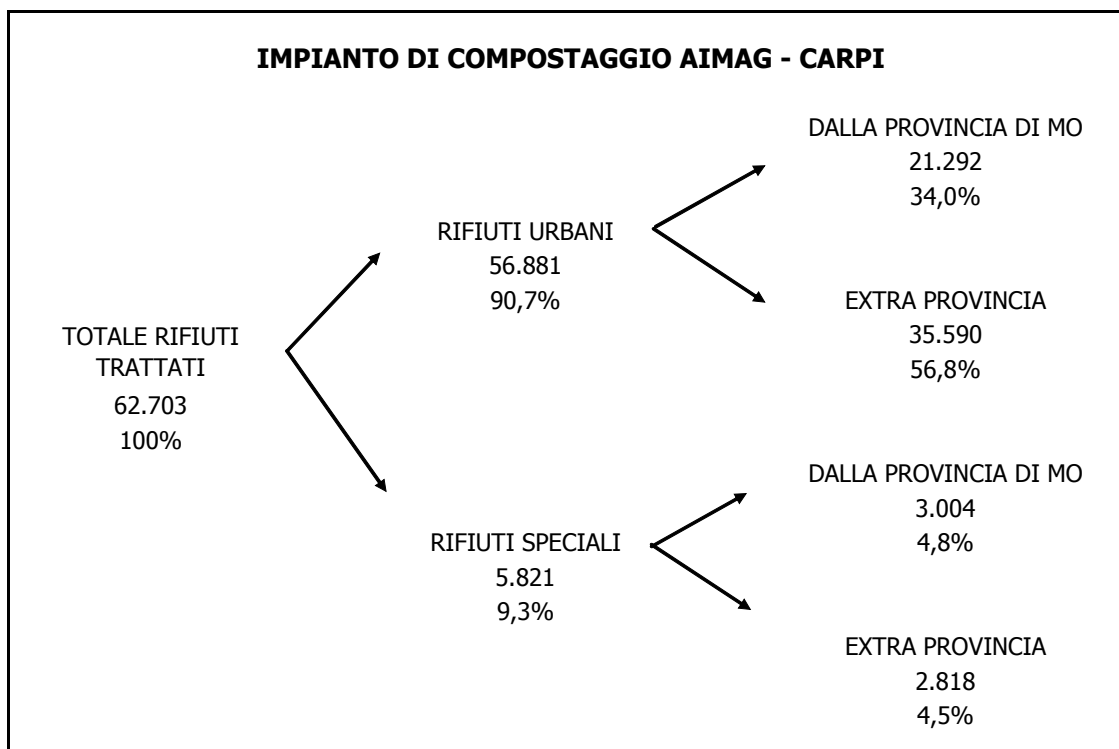 IMPIANTO DI COMPOSTAGGIO AIMAG - CARPI
TOTALE RIFIUTI
TRATTATI
62.703
100%
RIFIUTI URBANI
56.881
90,7%
DALLA PROVINCIA DI MO
21.292
34,0%
EXTRA PROVINCIA
35.590
56,8%
RIFIUTI SPECIALI
5.821
9,3%
DALLA PROVINCIA DI MO
3.004
4,8%
EXTRA PROVINCIA
2.818
4,5%